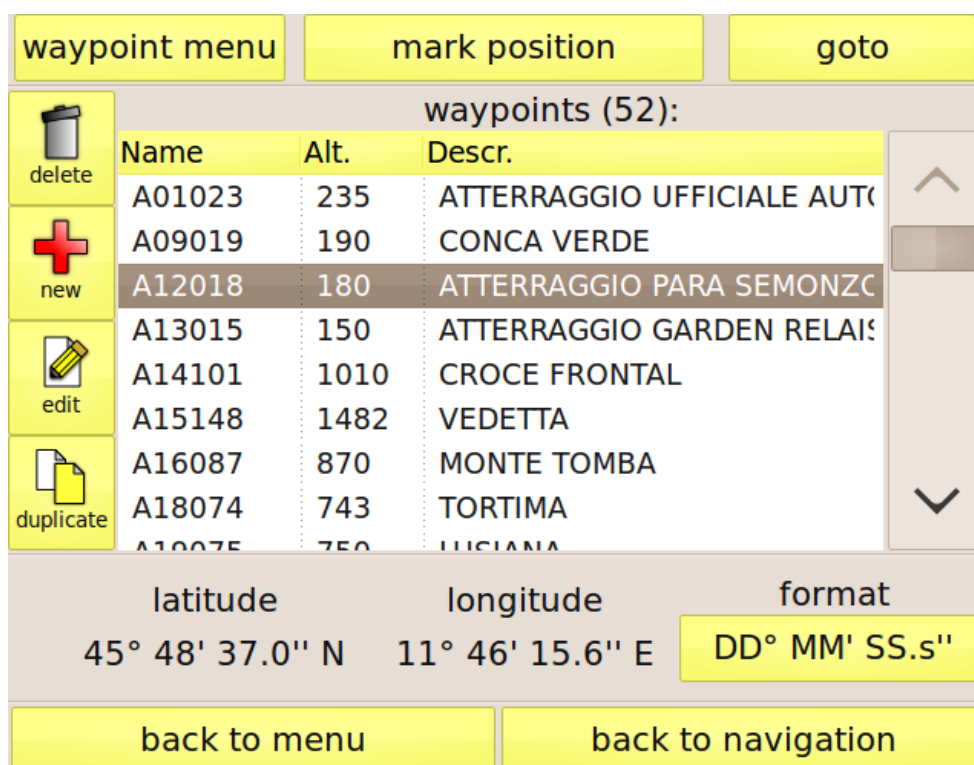 waypoint menu mark position goto
waypoints (52):
delete
Name Alt. Descr.
A01023 235 ATTERRAGGIO UFFICIALE
A09019 190 CONCA VERDE
new
A12018 180 ATTERRAGGIO PARA
A13015 150 ATTERRAGGIO GARDEN
edit
A14101 1010 CROCE FRONTAL
A15148 1482 VEDETTA
A16087 870 MONTE TOMBA
duplicate
A18074 743 TORTIMA
A19075 750 LUSIANA
latitude longitude format
45° 48' 37.0'' N 11° 46' 15.6'' E DD° MM' SS.s''
back to menu back to navigation